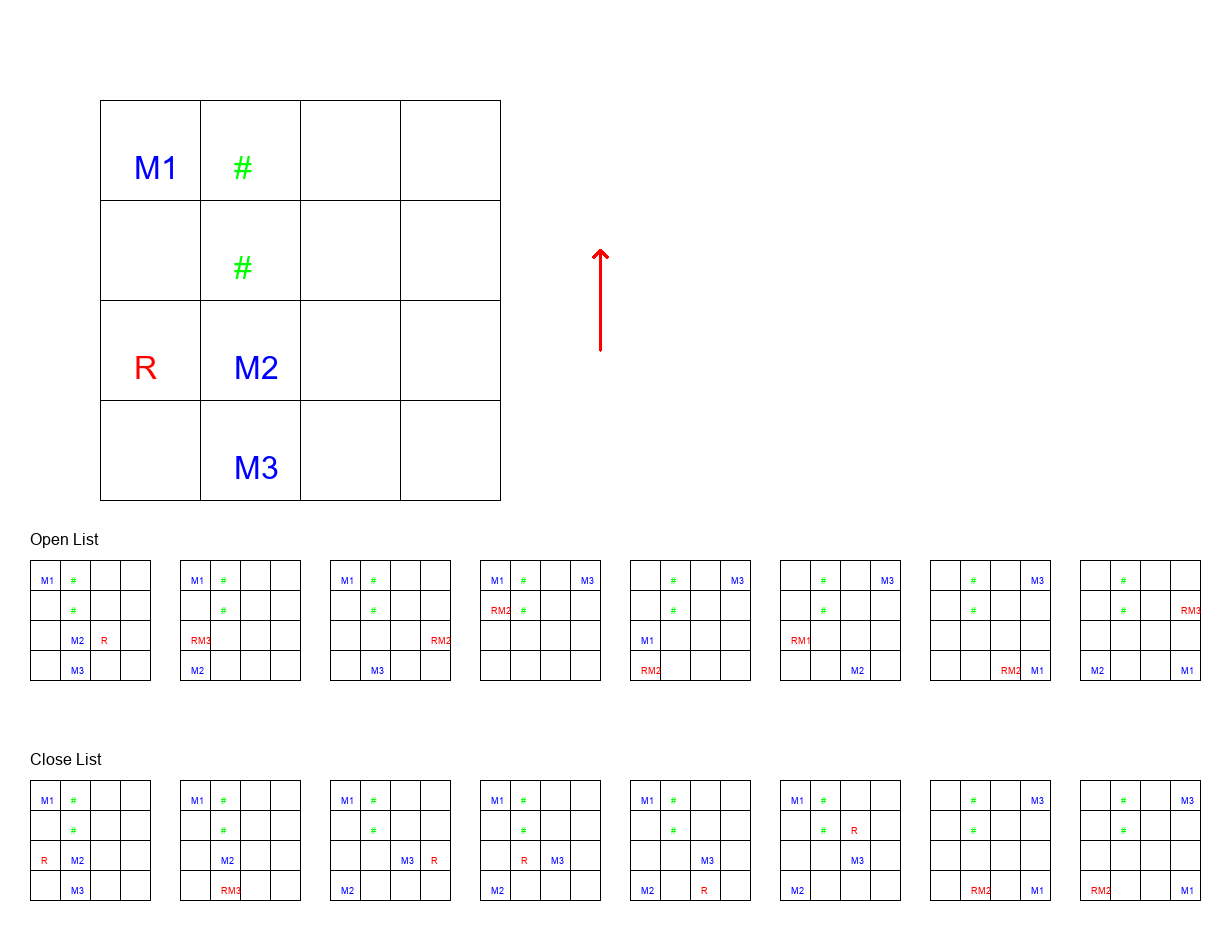 M1 #
#
R M2
M3
Open List
M1 # M1 # M1 # M1 # M3 # M3 # M3 # M3 #
# # # RM2 # # # # # RM3
M2 R RM3 RM2 M1 RM1
M3 M2 M3 RM2 M2 RM2 M1 M2 M1
Close List
M1 # M1 # M1 # M1 # M1 # M1 # # M3 # M3
# # # # # # R # #
R M2 M2 M3 R R M3 M3 M3
M3 RM3 M2 M2 M2 R M2 RM2 M1 RM2 M1